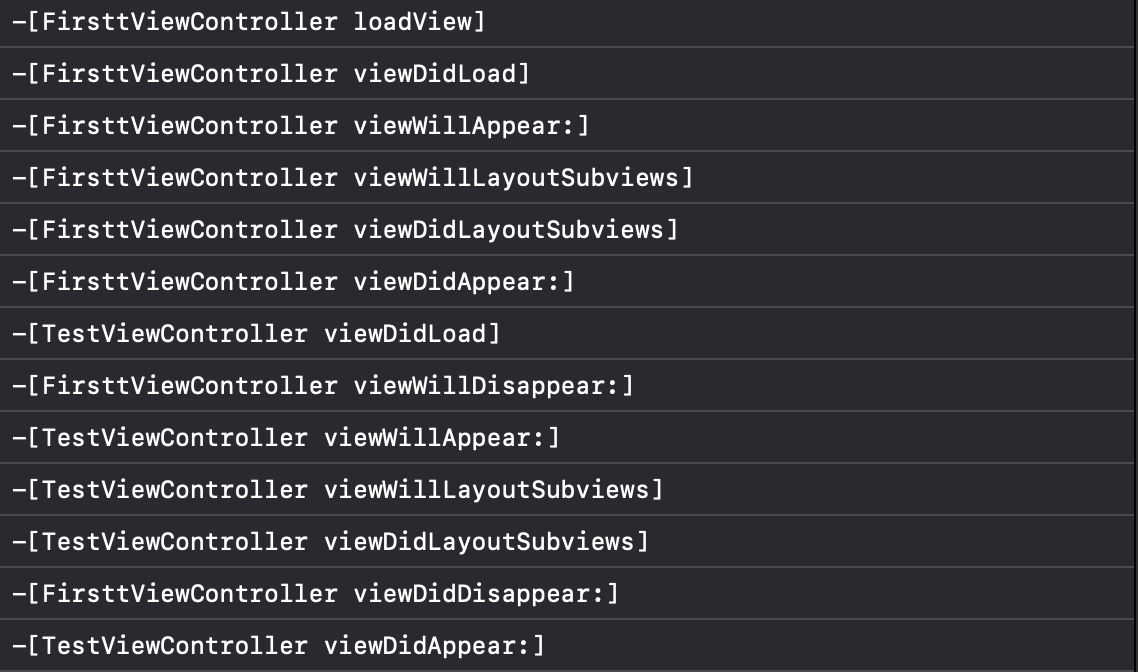 -[FirsttViewController loadView]
-[FirsttViewController viewDidLoad]
-[FirsttViewController viewWillAppear:]
-[FirsttViewController viewWillLayoutSubviews]
-[FirsttViewController viewDidLayoutSubviews]
-[FirsttViewController viewDidAppear:]
-[TestViewController viewDidLoad]
-[FirsttViewController viewWillDisappear:]
-[TestViewController viewWillAppear:]
-[TestViewController viewWillLayoutSubviews]
-[TestViewController viewDidLayoutSubviews]
-[FirsttViewController viewDidDisappear:]
-[TestViewController viewDidAppear:]